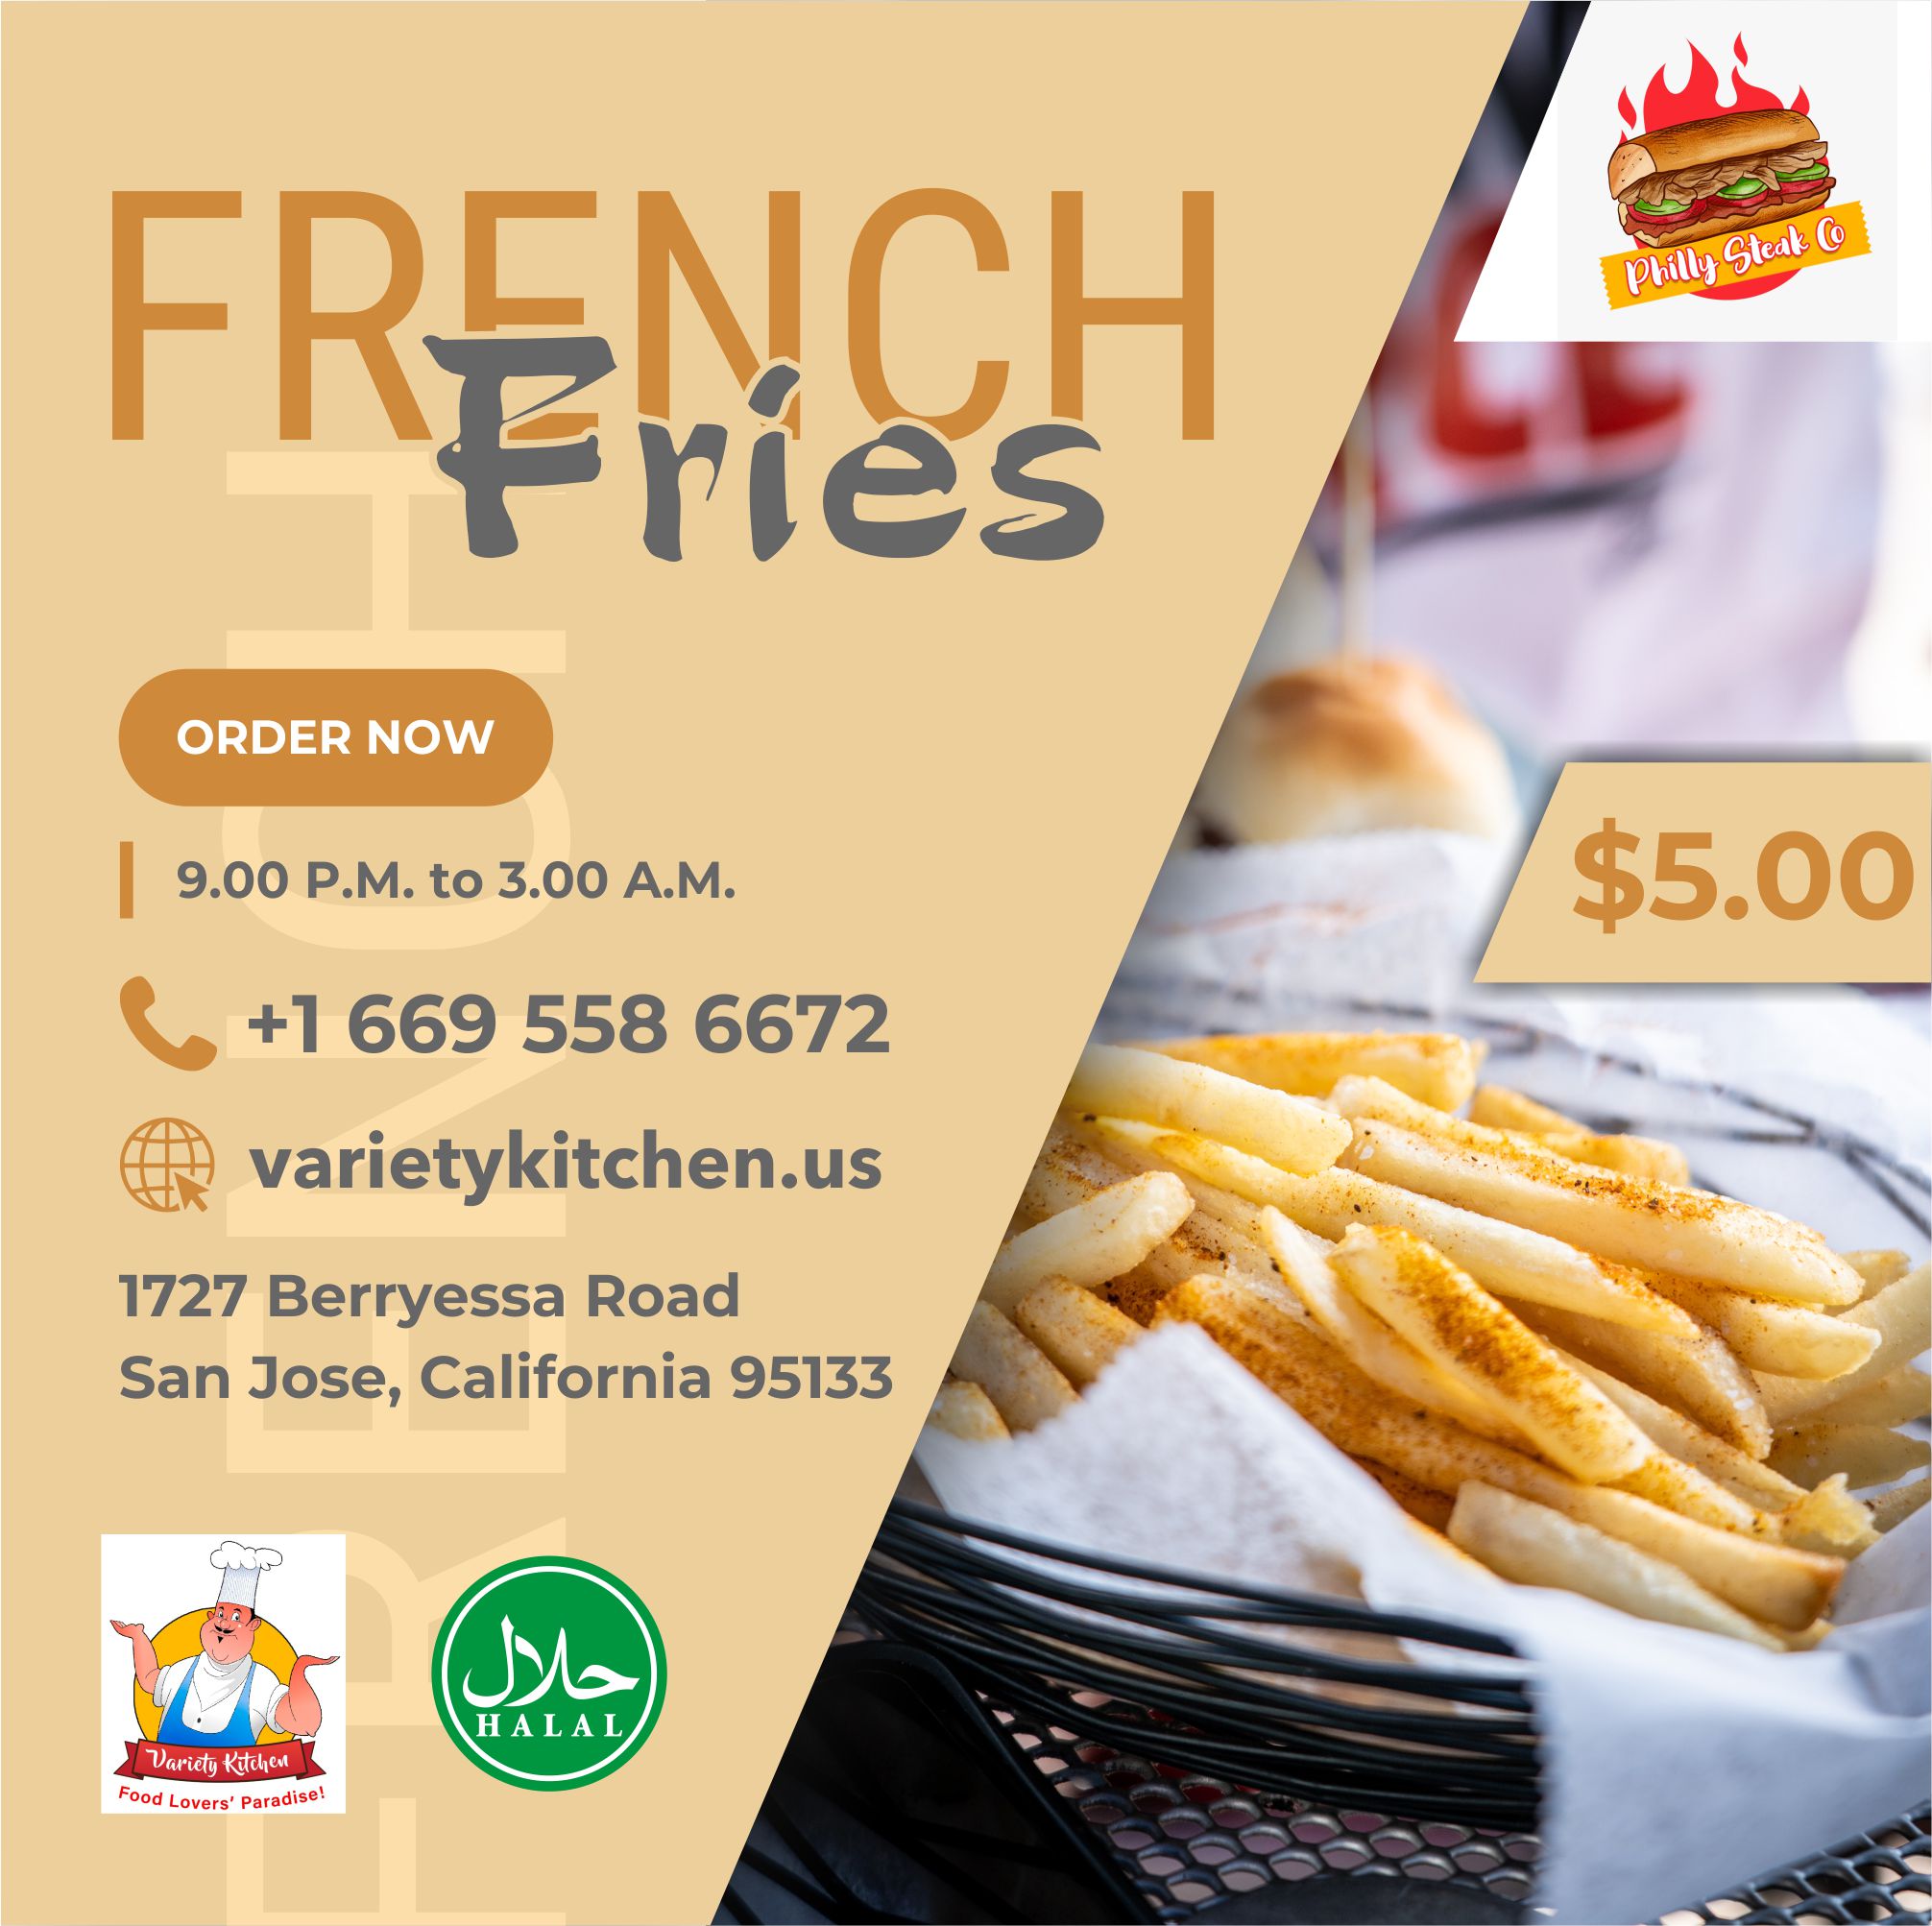 FRENCH
Fries
Philly Steak Co
ORDER NOW
9.00 P.M. to 3.00 A.M.
$5.00
+1 669 558 6672
varietykitchen.us
1727 Berryessa Road
San Jose, California 95133
FRENCH
Variety Kitchen
Food Lovers' Paradise!
حلال
HALAL